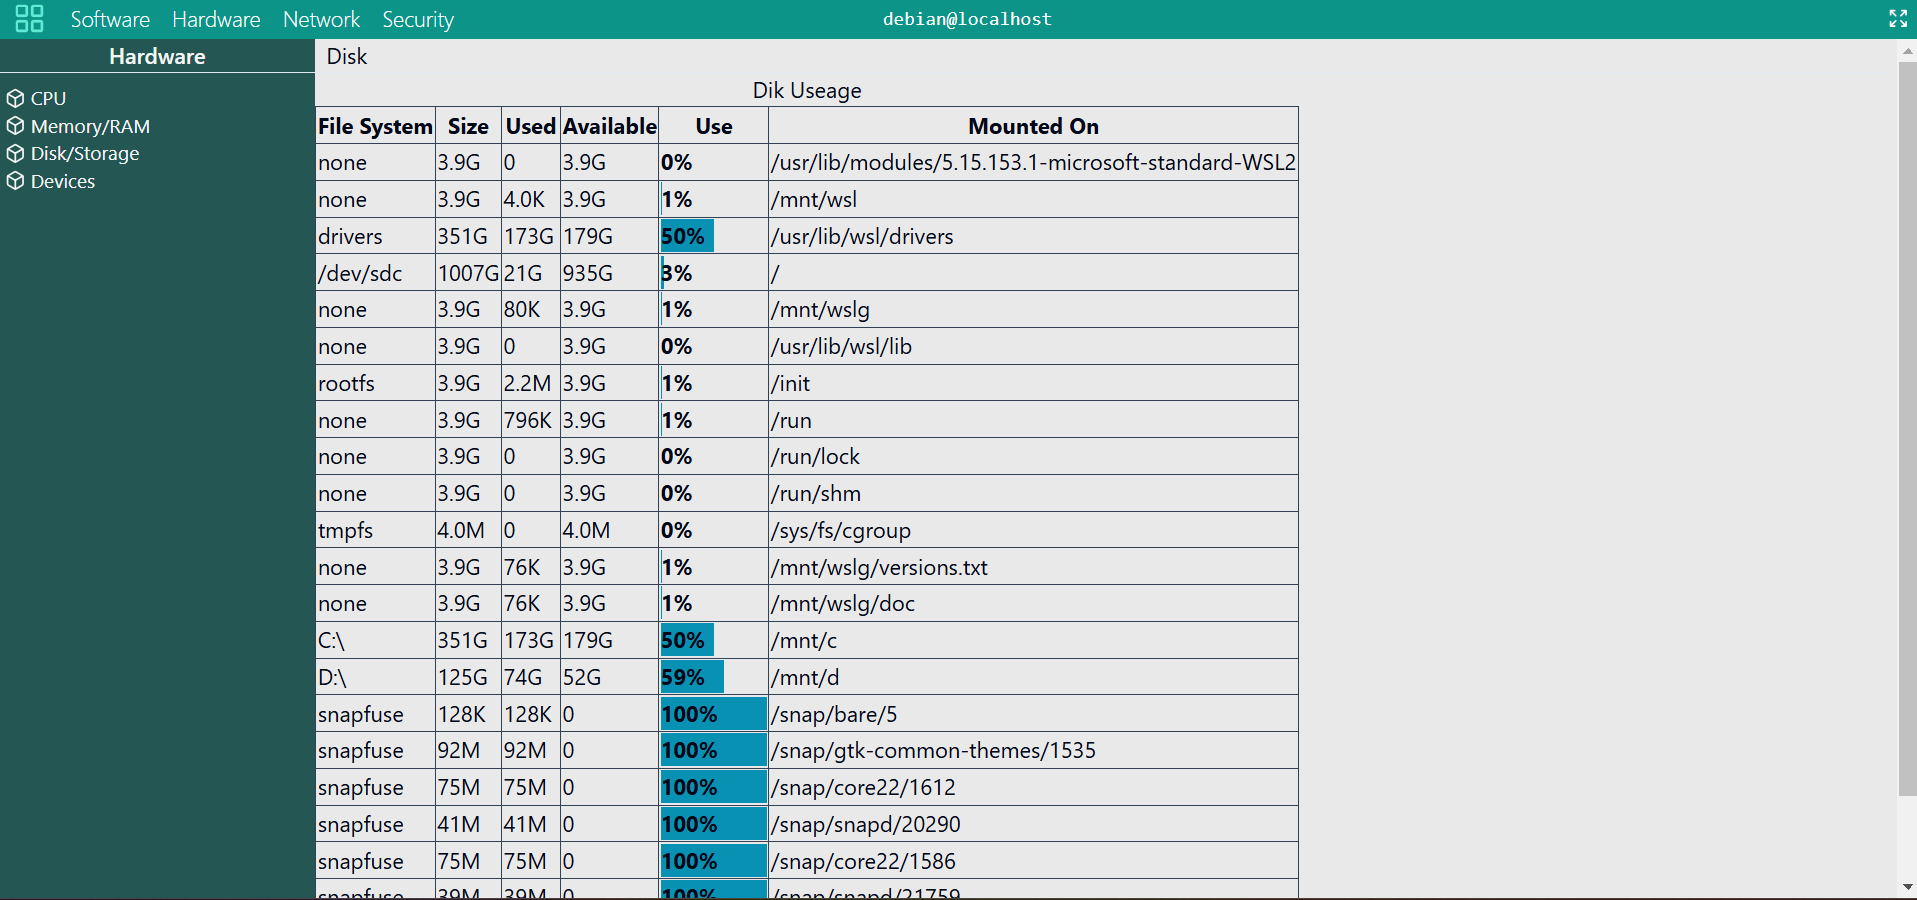 Software Hardware Network Security debian@localhost
Hardware
CPU
Memory/RAM
Disk/Storage
Devices
Disk
Dik Useage
File System Size Used Available Use Mounted On
none 3.9G 0 3.9G 0% /usr/lib/modules/5.15.153.1-microsoft-standard-WSL2
none 3.9G 4.0K 3.9G 1% /mnt/wsl
drivers 351G 173G 179G 50% /usr/lib/wsl/drivers
/dev/sdc 1007G 21G 935G 3% /
none 3.9G 80K 3.9G 1% /mnt/wslg
none 3.9G 0 3.9G 0% /usr/lib/wsl/lib
rootfs 3.9G 2.2M 3.9G 1% /init
none 3.9G 796K 3.9G 1% /run
none 3.9G 0 3.9G 0% /run/lock
none 3.9G 0 3.9G 0% /run/shm
tmpfs 4.0M 0 4.0M 0% /sys/fs/cgroup
none 3.9G 76K 3.9G 1% /mnt/wslg/versions.txt
none 3.9G 76K 3.9G 1% /mnt/wslg/doc
C:\ 351G 173G 179G 50% /mnt/c
D:\ 125G 74G 52G 59% /mnt/d
snapfuse 128K 128K 0 100% /snap/bare/5
snapfuse 92M 92M 0 100% /snap/gtk-common-themes/1535
snapfuse 75M 75M 0 100% /snap/core22/1612
snapfuse 41M 41M 0 100% /snap/snapd/20290
snapfuse 75M 75M 0 100% /snap/core22/1586
snapfuse 39M 39M 0 100% /snap/snapd/21759